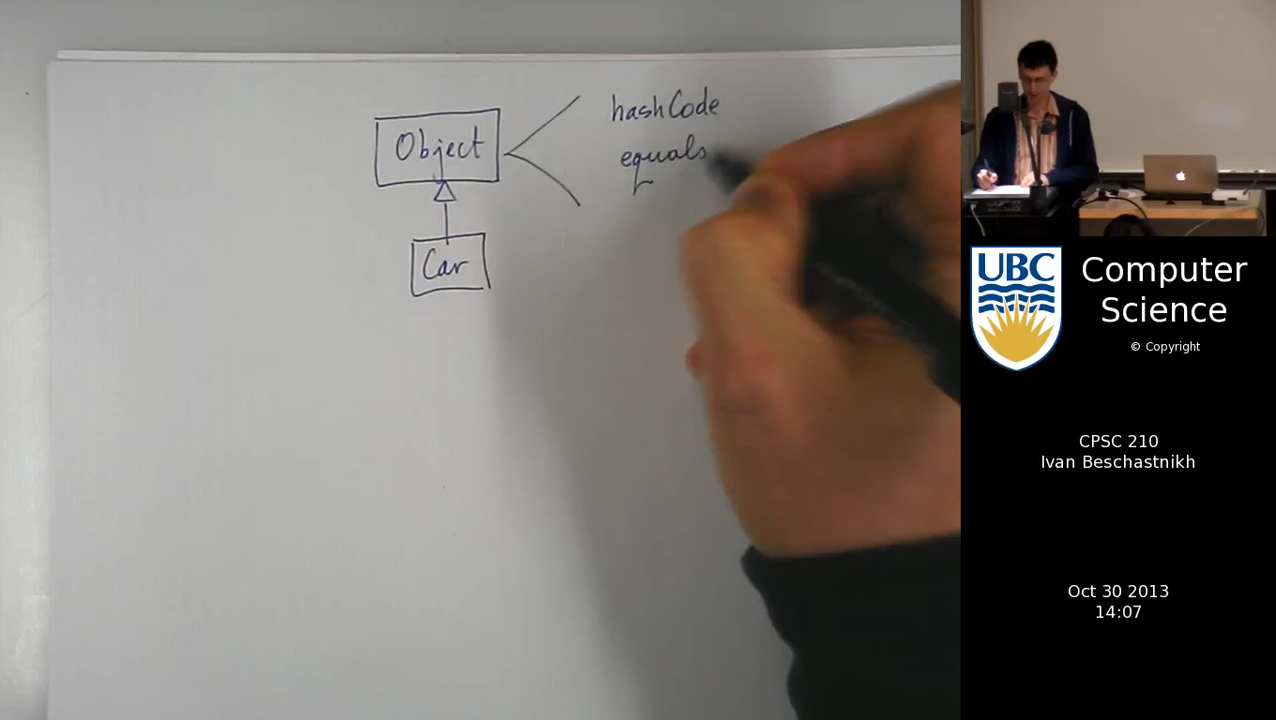 Object
hashCode
equals
Car
UBC
Computer
Science
© Copyright
CPSC 210
Ivan Beschastnikh
Oct 30 2013
14:07